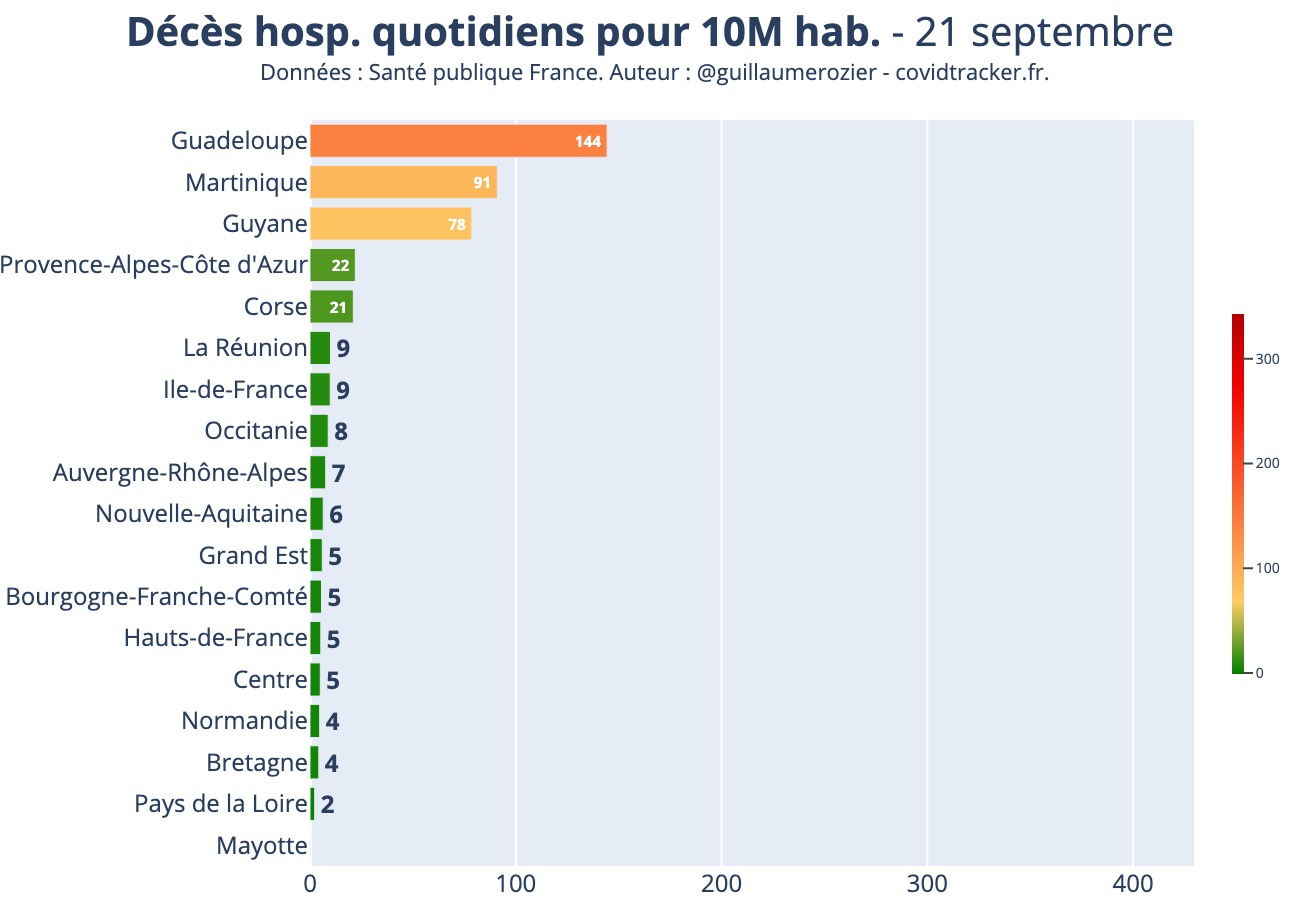 Décès hosp. quotidiens pour 10M hab. - 21 septembre
Données : Santé publique France. Auteur : @guillaumerozier - covidtracker.fr.
Guadeloupe 144
Martinique 91
Guyane 78
Provence-Alpes-Côte d'Azur 22
Corse 21
La Réunion 9
Ile-de-France 9
Occitanie 8
Auvergne-Rhône-Alpes 7
Nouvelle-Aquitaine 6
Grand Est 5
Bourgogne-Franche-Comté 5
Hauts-de-France 5
Centre 5
Normandie 4
Bretagne 4
Pays de la Loire 2
Mayotte
0 100 200 300 400
300
200
100
0